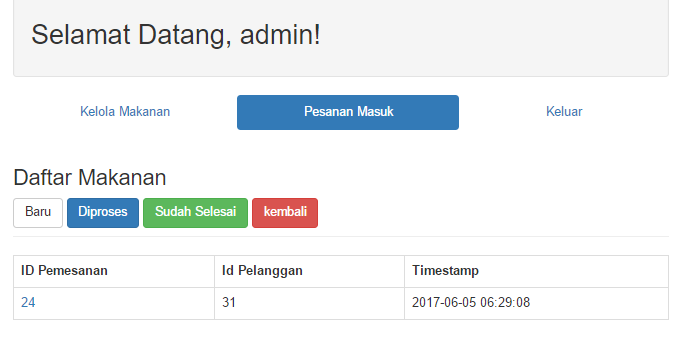 Selamat Datang, admin!
Kelola Makanan Pesanan Masuk Keluar
Daftar Makanan
Baru Diproses Sudah Selesai kembali
ID Pemesanan Id Pelanggan Timestamp
24 31 2017-06-05 06:29:08